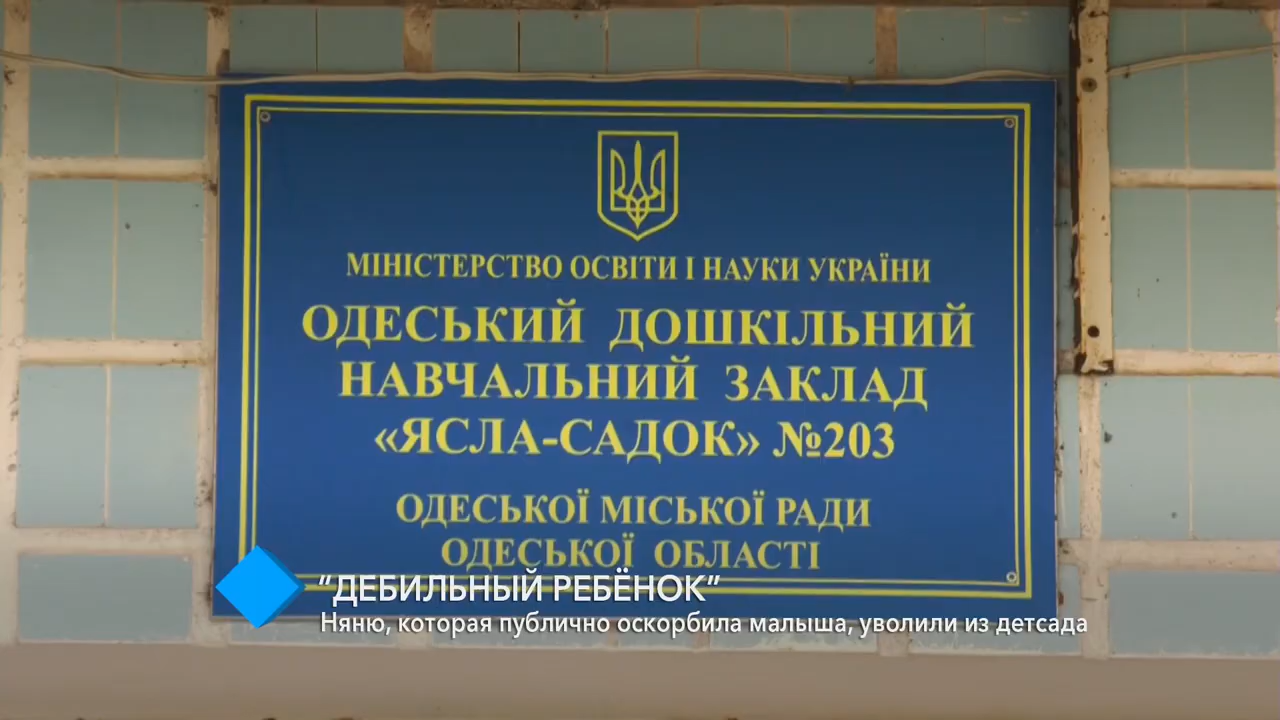 МІНІСТЕРСТВО ОСВІТИ І НАУКИ УКРАЇНИ
ОДЕСЬКИЙ ДОШКІЛЬНИЙ
НАВЧАЛЬНИЙ ЗАКЛАД
«ЯСЛА-САДОК» №203
ОДЕСЬКОЇ МІСЬКОЇ РАДИ
ОДЕСЬКОЇ ОБЛАСТІ
“ДЕБИЛЬНЫЙ РЕБЁНОК”
Няню, которая публично оскорбила малыша, уволили из детсада